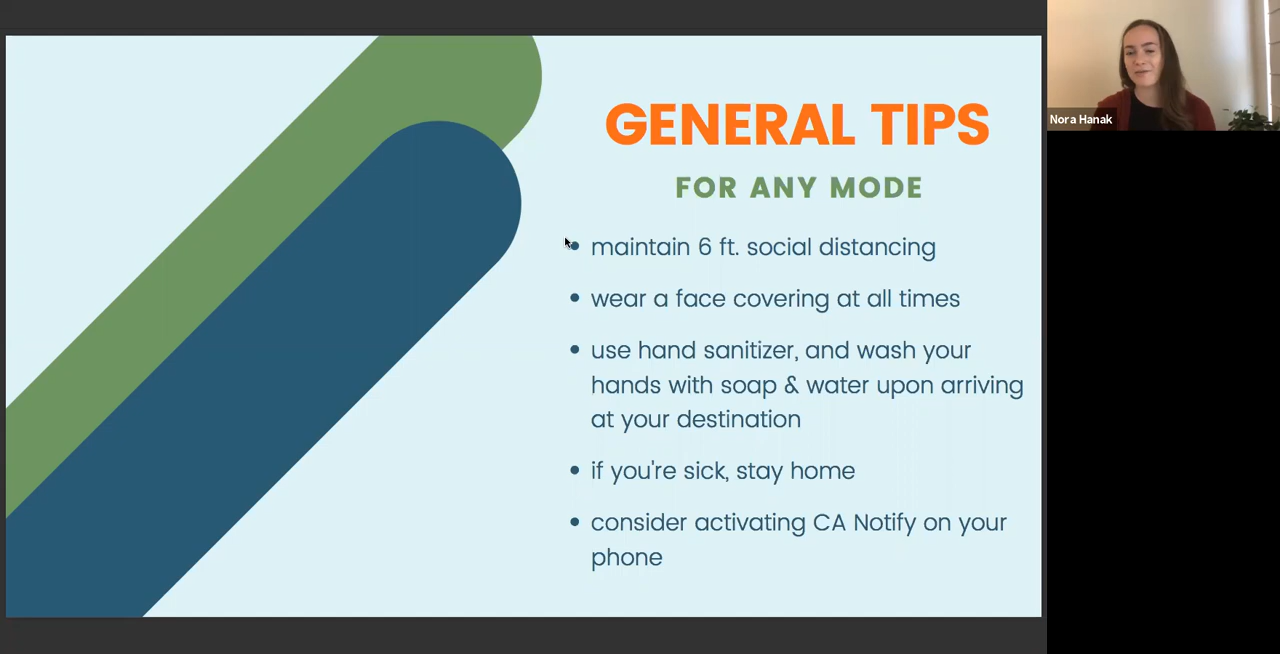 GENERAL TIPS
FOR ANY MODE
• maintain 6 ft. social distancing
• wear a face covering at all times
• use hand sanitizer, and wash your
hands with soap & water upon arriving
at your destination
• if you're sick, stay home
• consider activating CA Notify on your
phone
Nora Hanak